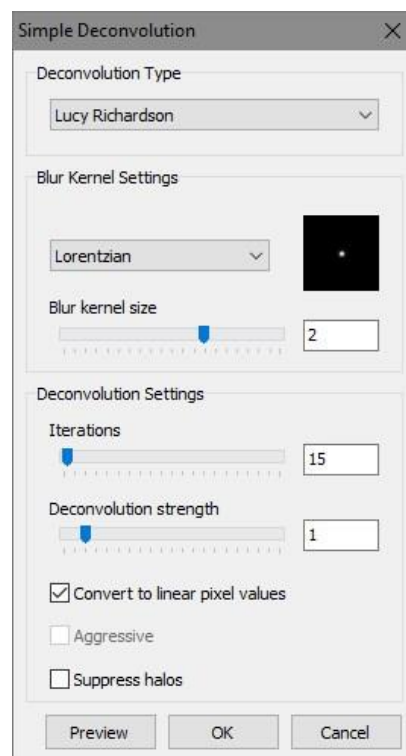 Simple Deconvolution
Deconvolution Type
Lucy Richardson
Blur Kernel Settings
Lorentzian
Blur kernel size
2
Deconvolution Settings
Iterations
15
Deconvolution strength
1
Convert to linear pixel values
Aggressive
Suppress halos
Preview OK Cancel